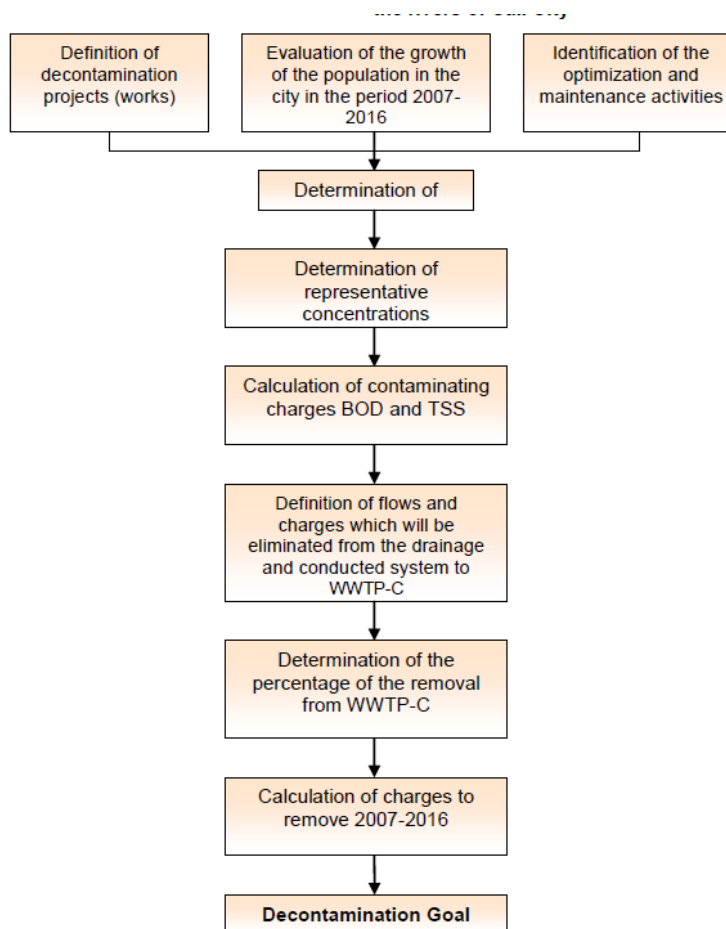 Definition of
decontamination
projects (works)
Evaluation of the growth
of the population in the
city in the period 2007-
2016
Identification of the
optimization and
maintenance activities
Determination of
Determination of
representative
concentrations
Calculation of contaminating
charges BOD and TSS
Definition of flows and
charges which will be
eliminated from the drainage
and conducted system to
WWTP-C
Determination of the
percentage of the removal
from WWTP-C
Calculation of charges to
remove 2007-2016
Decontamination Goal